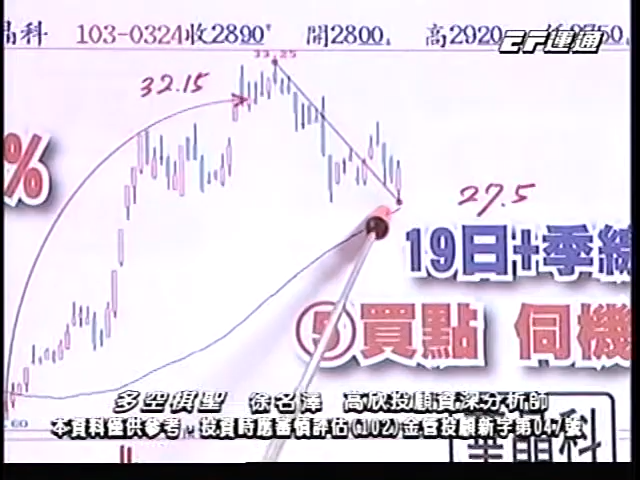 晶科 103-0324收2890 開2800 高2920
EF運通
33.25
32.15
%
27.5
19日+季線
⑤買點 伺機
多空棋聖 徐名澤 高欣投顧資深分析師
本資料僅供參考，投資時應審慎評估(102)金管投顧新字第047號
華晶科